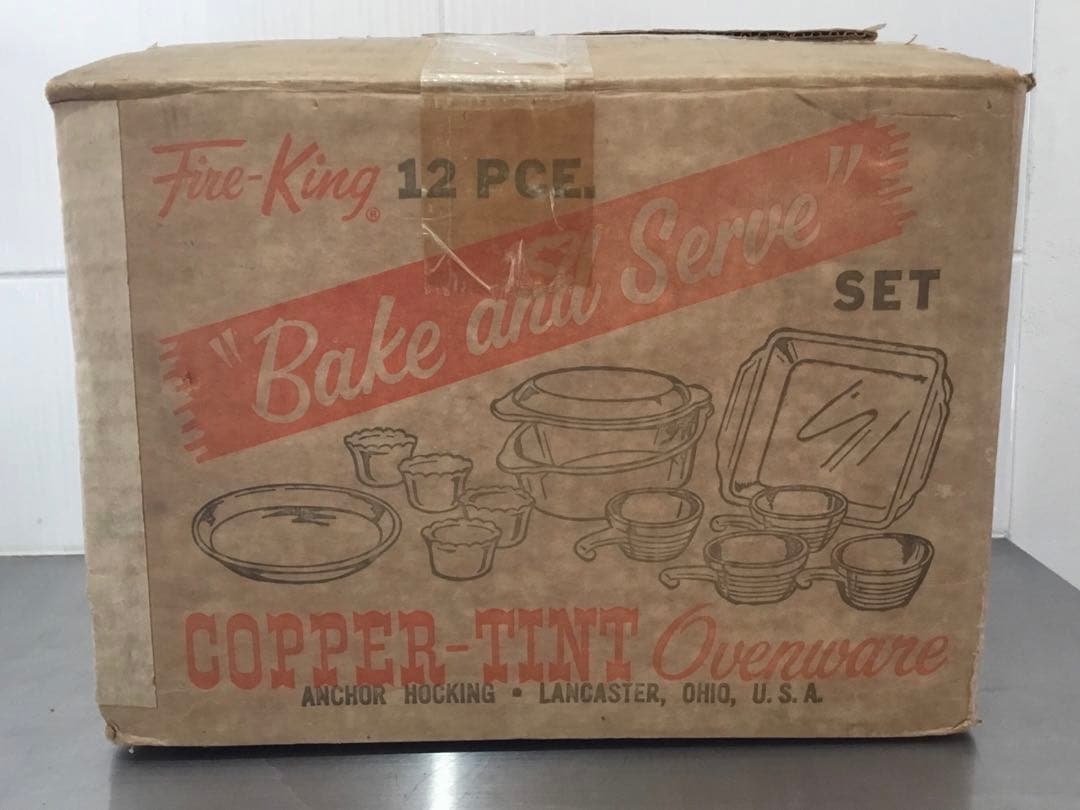 Fire-King® 12 PCE.
"Bake and Serve"
SET
COPPER-TINT Ovenware
ANCHOR HOCKING • LANCASTER, OHIO, U.S.A.